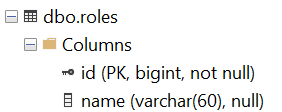 dbo.roles
Columns
id (PK, bigint, not null)
name (varchar(60), null)